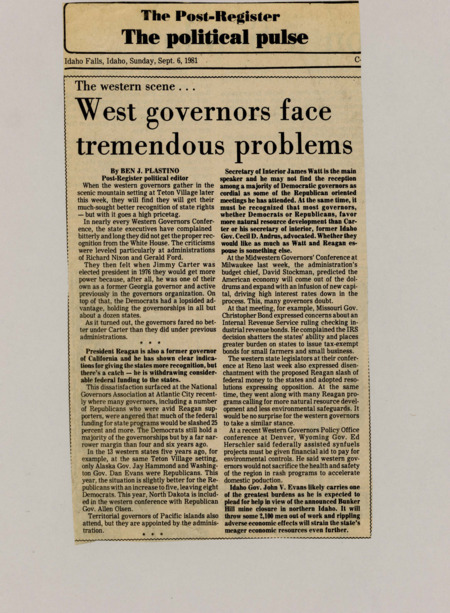 The Post-Register
The political pulse
Idaho Falls, Idaho, Sunday, Sept. 6, 1981
C-
The western scene . . .
West governors face
tremendous problems
By BEN J. PLASTINO
Post-Register political editor
When the western governors gather in the
scenic mountain setting at Teton Village later
this week, they will find they will get their
much-sought better recognition of state rights
— but with it goes a high pricetag.
In nearly every Western Governors Confer-
ence, the state executives have complained
bitterly and long they did not get the proper rec-
ognition from the White House. The criticisms
were leveled particularly at administrations
of Richard Nixon and Gerald Ford.
They then felt when Jimmy Carter was
elected president in 1976 they would get more
power because, after all, he was one of their
own as a former Georgia governor and active
previously in the governors organization. On
top of that, the Democrats had a lopsided ad-
vantage, holding the governorships in all but
about a dozen states.
As it turned out, the governors fared no bet-
ter under Carter than they did under previous
administrations.
* * *
President Reagan is also a former governor
of California and he has shown clear indica-
tions for giving the states more recognition, but
there's a catch — he is withdrawing consider-
able federal funding to the states.
This dissatisfaction surfaced at the National
Governors Association at Atlantic City recent-
ly where many governors, including a number
of Republicans who were avid Reagan sup-
porters, were angered that much of the federal
funding for state programs would be slashed 25
percent and more. The Democrats still hold a
majority of the governorships but by a far nar-
rower margin than four and six years ago.
In the 13 western states five years ago, for
example, at the same Teton Village setting,
only Alaska Gov. Jay Hammond and Washing-
ton Gov. Dan Evans were Republicans. This
year, the situation is slightly better for the Re-
publicans with an increase to five, leaving eight
Democrats. This year, North Dakota is includ-
ed in the western conference with Republican
Gov. Allen Olsen.
Territorial governors of Pacific islands also
attend, but they are appointed by the adminis-
tration.
* * *
Secretary of Interior James Watt is the main
speaker and he may not find the reception
among a majority of Democratic governors as
cordial as some of the Republican oriented
meetings he has attended. At the same time, it
must be recognized that most governors,
whether Democrats or Republicans, favor
more natural resource development than Car-
ter or his secretary of interior, former Idaho
Gov. Cecil D. Andrus, advocated. Whether they
would like as much as Watt and Reagan es-
pouse is something else.
At the Midwestern Governors' Conference at
Milwaukee last week, the administration's
budget chief, David Stockman, predicted the
American economy will come out of the dol-
drums and expand with an infusion of new capi-
tal, driving high interest rates down in the
process. This, many governors doubt.
At that meeting, for example, Missouri Gov.
Christopher Bond expressed concerns about an
Internal Revenue Service ruling checking in-
dustrial revenue bonds. He complained the IRS
decision shatters the states' ability and places
greater burden on states to issue tax-exempt
bonds for small farmers and small business.
The western state legislators at their confer-
ence at Reno last week also expressed disen-
chantment with the proposed Reagan slash of
federal money to the states and adopted reso-
lutions expressing opposition. At the same
time, they went along with many Reagan pro-
grams calling for more natural resource devel-
opment and less environmental safeguards. It
would be no surprise for the western governors
to take a similar stance.
At a recent Western Governors Policy Office
conference at Denver, Wyoming Gov. Ed
Herschler said federally assisted synfuels
projects must be given financial aid to pay for
environmental controls. He said western gov-
ernors would not sacrifice the health and safety
of the region in rash programs to accelerate
domestic poduction.
Idaho Gov. John V. Evans likely carries one
of the greatest burdens as he is expected to
plead for help in view of the announced Bunker
Hill mine closure in northern Idaho. It will
throw some 2,100 men out of work and rippling
adverse economic effects will strain the state's
meager economic resources even further.